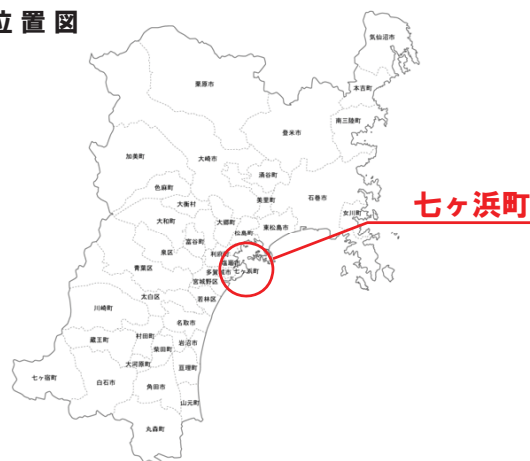 位置図
気仙沼市
本吉町
栗原市
南三陸町
登米市
加美町
大崎市
涌谷町
色麻町
美里町
石巻市
大衡村
女川町
七ヶ浜町
大和町
大郷町
東松島市
松島町
富谷町
泉区
利府町
塩竈市
青葉区
多賀城市
七ヶ浜町
宮城野区
太白区
若林区
川崎町
名取市
村田町
蔵王町
岩沼市
柴田町
大河原町
亘理町
七ヶ宿町
白石市
角田市
山元町
丸森町